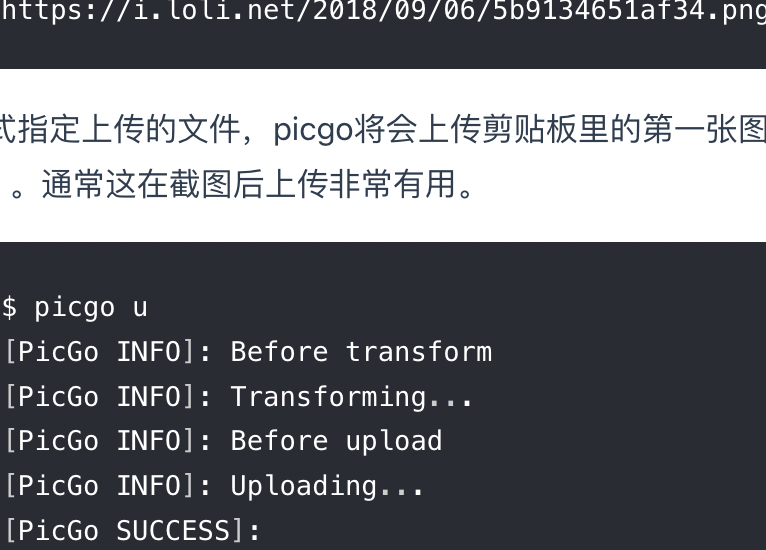 https://i.loli.net/2018/09/06/5b9134651af34.png
式指定上传的文件，picgo将会上传剪贴板里的第一张图
。通常这在截图后上传非常有用。
$ picgo u
[PicGo INFO]: Before transform
[PicGo INFO]: Transforming...
[PicGo INFO]: Before upload
[PicGo INFO]: Uploading...
[PicGo SUCCESS]: